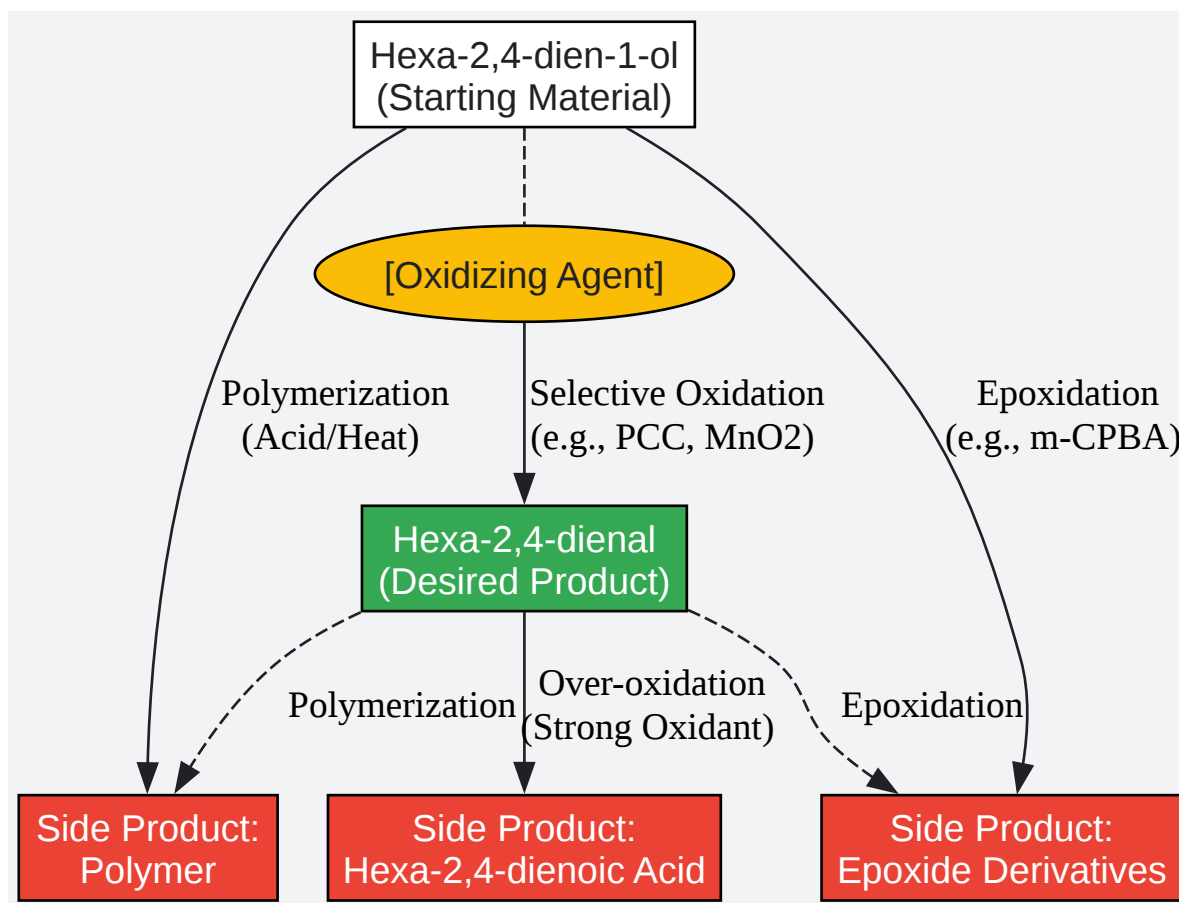 Hexa-2,4-dien-1-ol
(Starting Material)
[Oxidizing Agent]
Polymerization
(Acid/Heat)
Selective Oxidation
(e.g., PCC, MnO2)
Epoxidation
(e.g., m-CPBA)
Hexa-2,4-dienal
(Desired Product)
Polymerization
Over-oxidation
(Strong Oxidant)
Epoxidation
Side Product:
Polymer
Side Product:
Hexa-2,4-dienoic Acid
Side Product:
Epoxide Derivatives